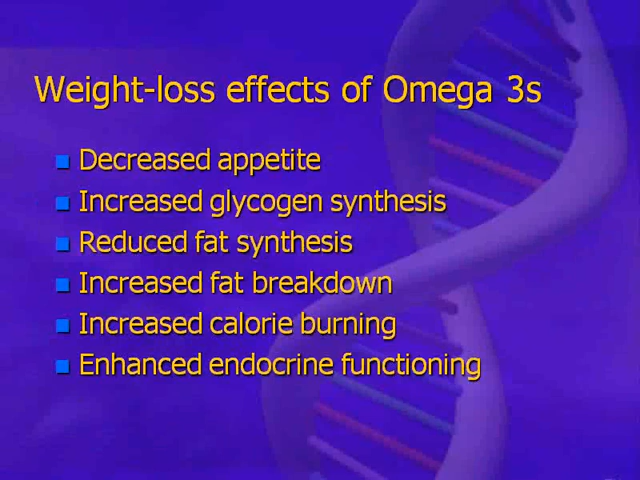 Weight-loss effects of Omega 3s
Decreased appetite
Increased glycogen synthesis
Reduced fat synthesis
Increased fat breakdown
Increased calorie burning
Enhanced endocrine functioning